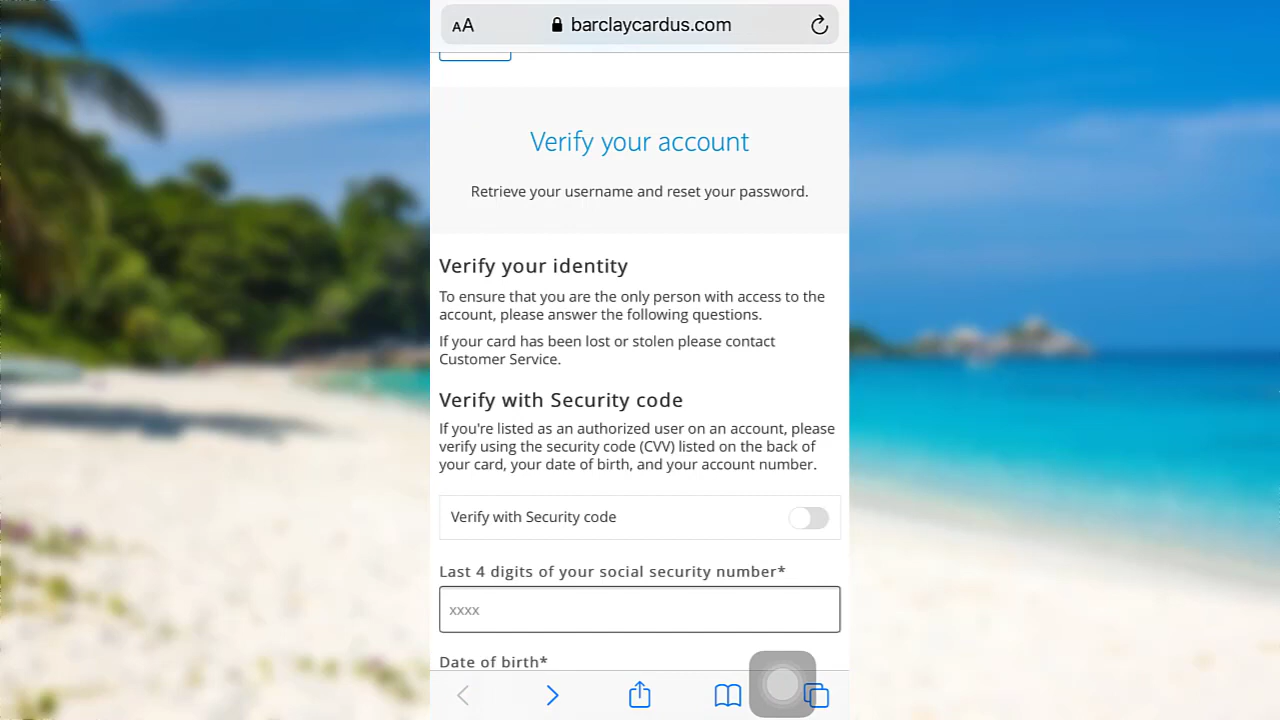 AA barclaycardus.com
Verify your account
Retrieve your username and reset your password.
Verify your identity
To ensure that you are the only person with access to the
account, please answer the following questions.
If your card has been lost or stolen please contact
Customer Service.
Verify with Security code
If you're listed as an authorized user on an account, please
verify using the security code (CVV) listed on the back of
your card, your date of birth, and your account number.
Verify with Security code
Last 4 digits of your social security number*
xxxx
Date of birth*